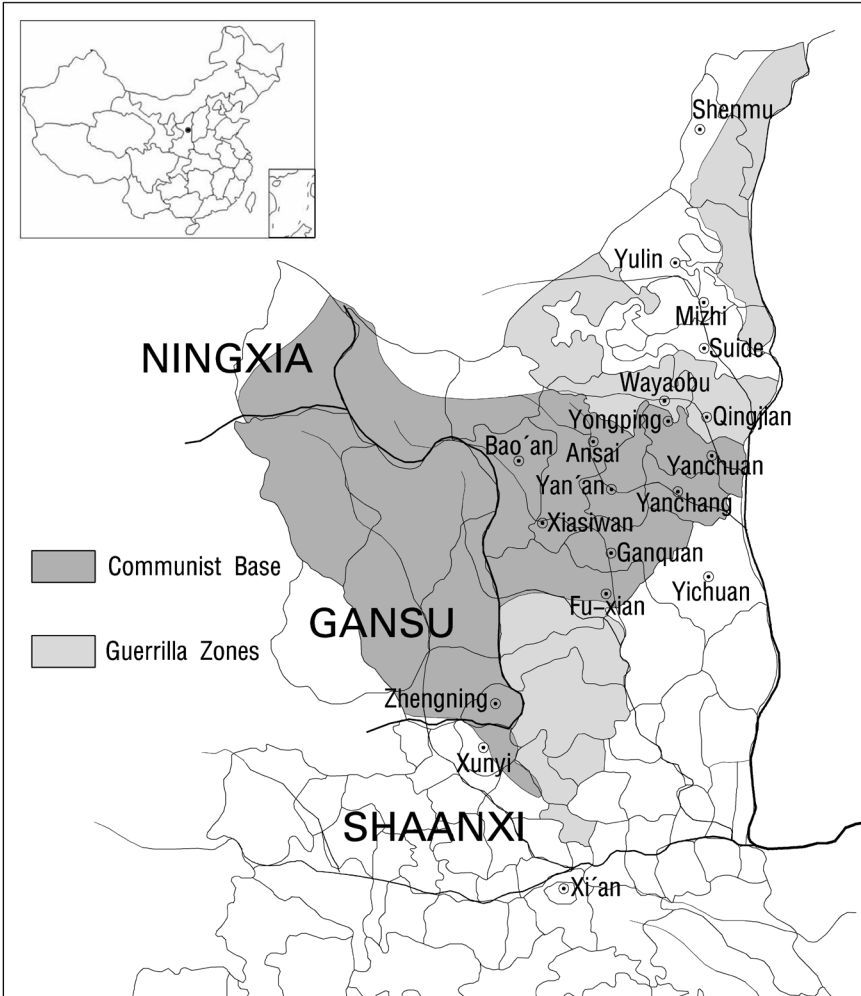 Shenmu
Yulin
Mizhi
NINGXIA
Suide
Wayaobu
Yongping
Qingjian
Bao´an
Ansai
Yanchuan
Yan´an
Yanchang
Xiasiwan
Ganquan
Communist Base
Yichuan
Fu-xian
GANSU
Guerrilla Zones
Zhengning
Xunyi
SHAANXI
Xi´an